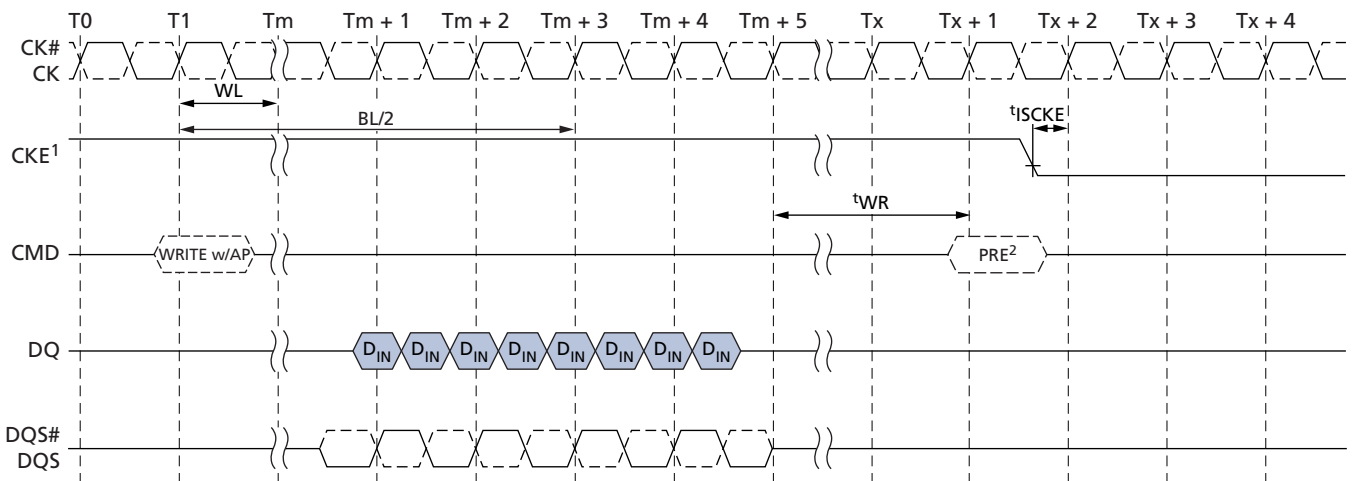 T0 T1 Tm Tm + 1 Tm + 2 Tm + 3 Tm + 4 Tm + 5 Tx Tx + 1 Tx + 2 Tx + 3 Tx + 4
CK#
CK
WL
BL/2
tISCKE
CKE1
tWR
CMD WRITE w/AP PRE2
DQ DIN DIN DIN DIN DIN DIN DIN DIN
DQS#
DQS